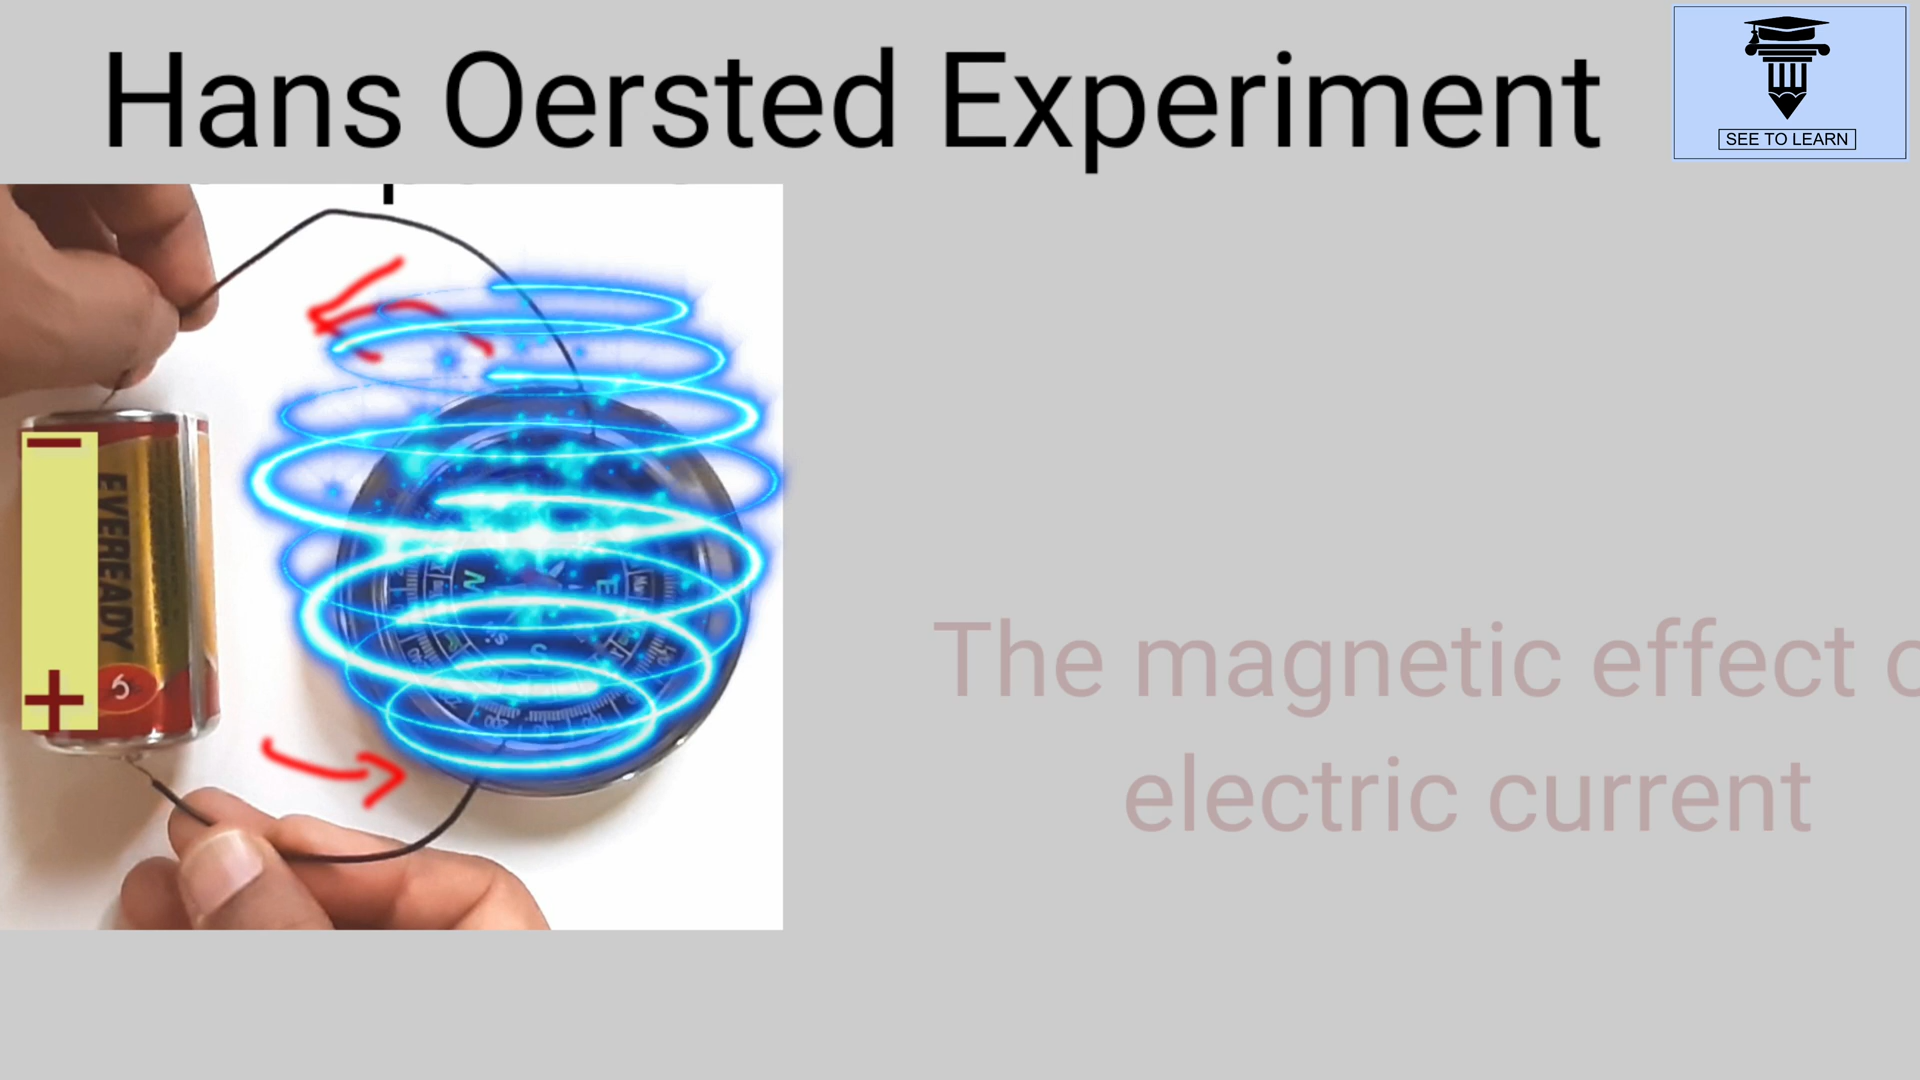 Hans Oersted Experiment
SEE TO LEARN
EVEREADY
N
E
S
The magnetic effect o
electric current